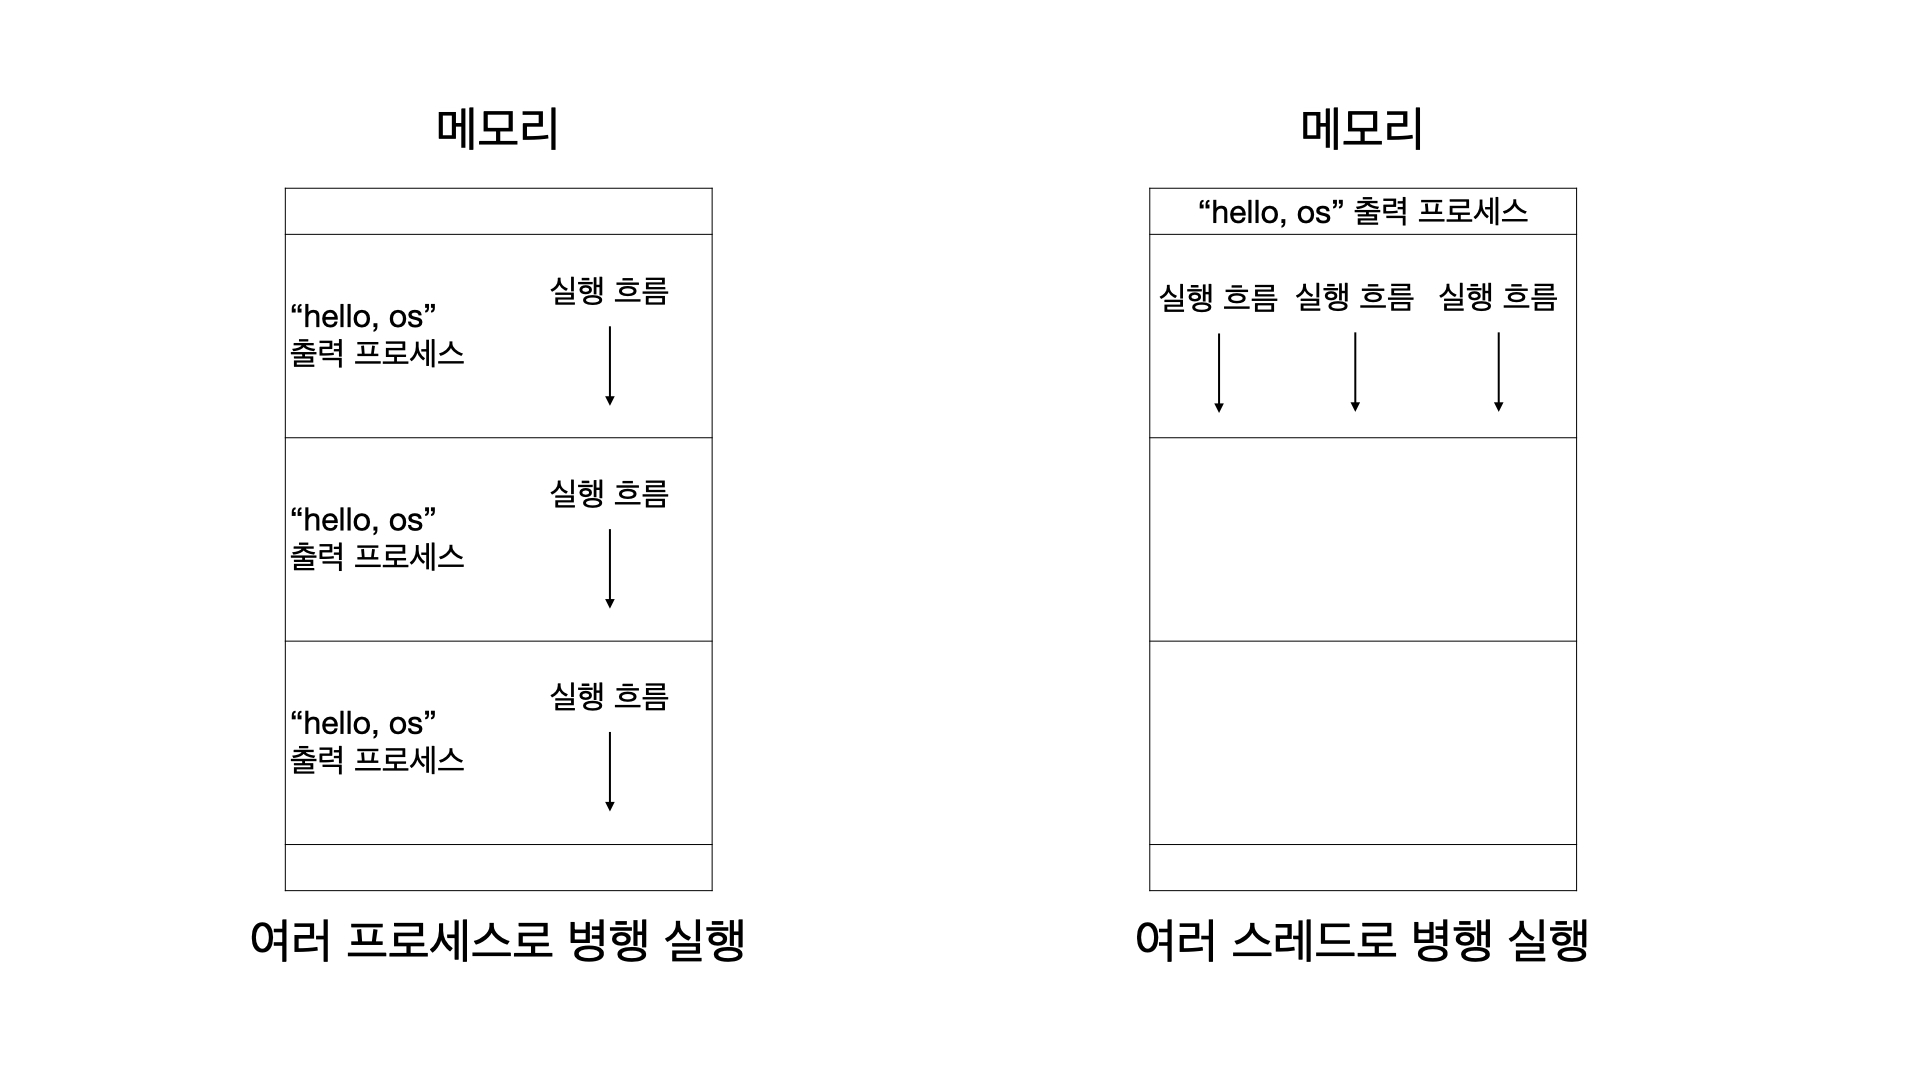 메모리
“hello, os”
출력 프로세스
실행 흐름
“hello, os”
출력 프로세스
실행 흐름
“hello, os”
출력 프로세스
실행 흐름
여러 프로세스로 병행 실행
메모리
“hello, os” 출력 프로세스
실행 흐름 실행 흐름 실행 흐름
여러 스레드로 병행 실행